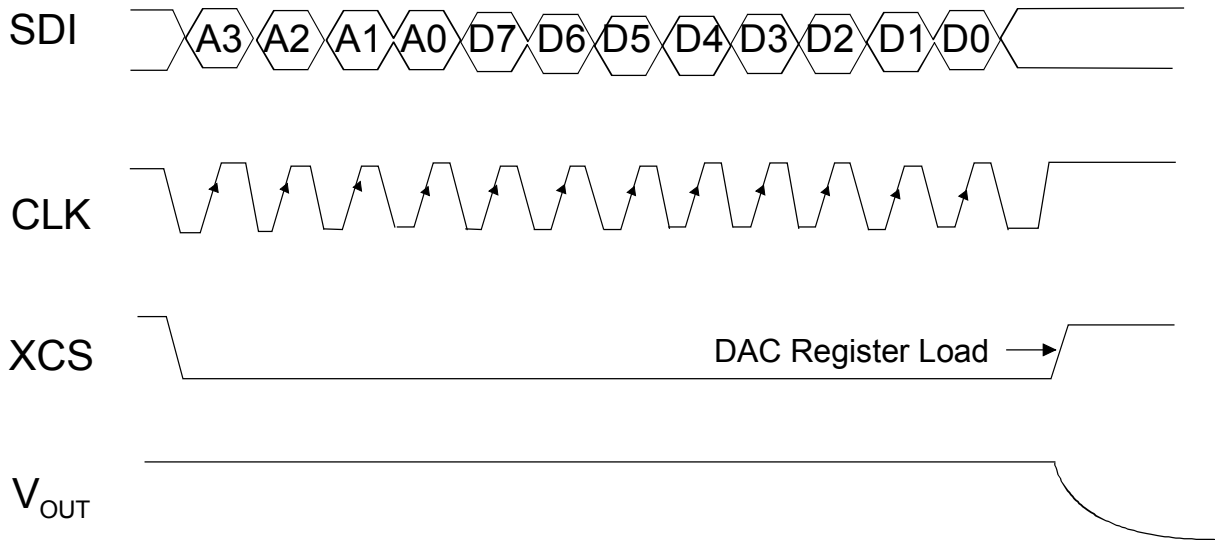 SDI A3 A2 A1 A0 D7 D6 D5 D4 D3 D2 D1 D0
CLK
XCS DAC Register Load
VOUT